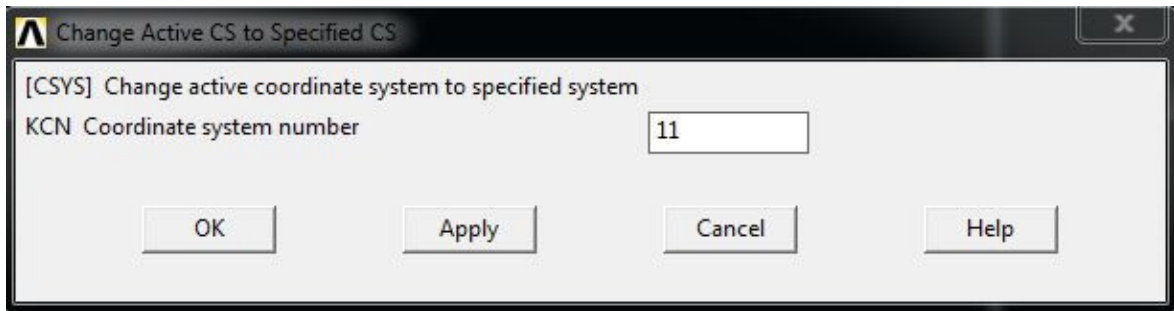 Change Active CS to Specified CS
[CSYS] Change active coordinate system to specified system
KCN Coordinate system number 11
OK Apply Cancel Help